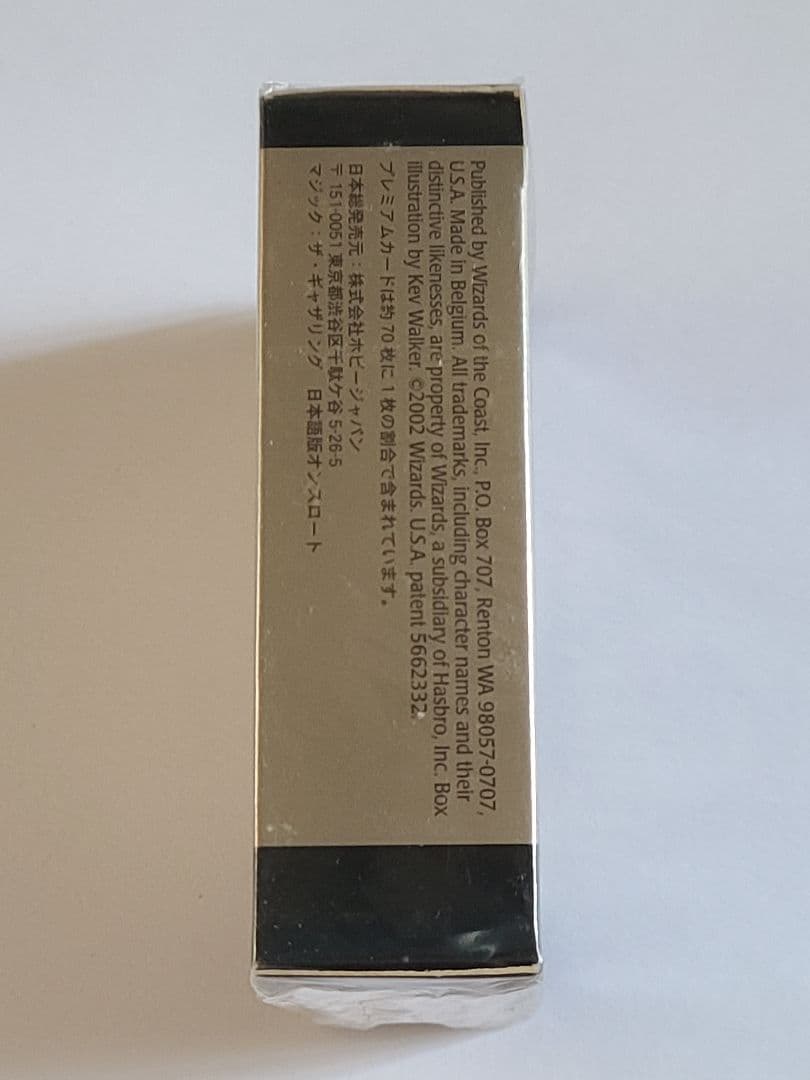 Published by Wizards of the Coast, Inc., P.O. Box 707, Renton WA 98057-0707,
U.S.A. Made in Belgium. All trademarks, including character names and their
distinctive likenesses, are property of Wizards, a subsidiary of Hasbro, Inc. Box
illustration by Kev Walker. ©2002 Wizards. U.S.A. patent 5662332.
プレミアムカードは約 70 枚に 1 枚の割合で含まれています。
日本総発売元：株式会社ホビージャパン
〒 151-0051 東京都渋谷区千駄ケ谷 5-26-5
マジック：ザ・ギャザリング　日本語版オンスロート